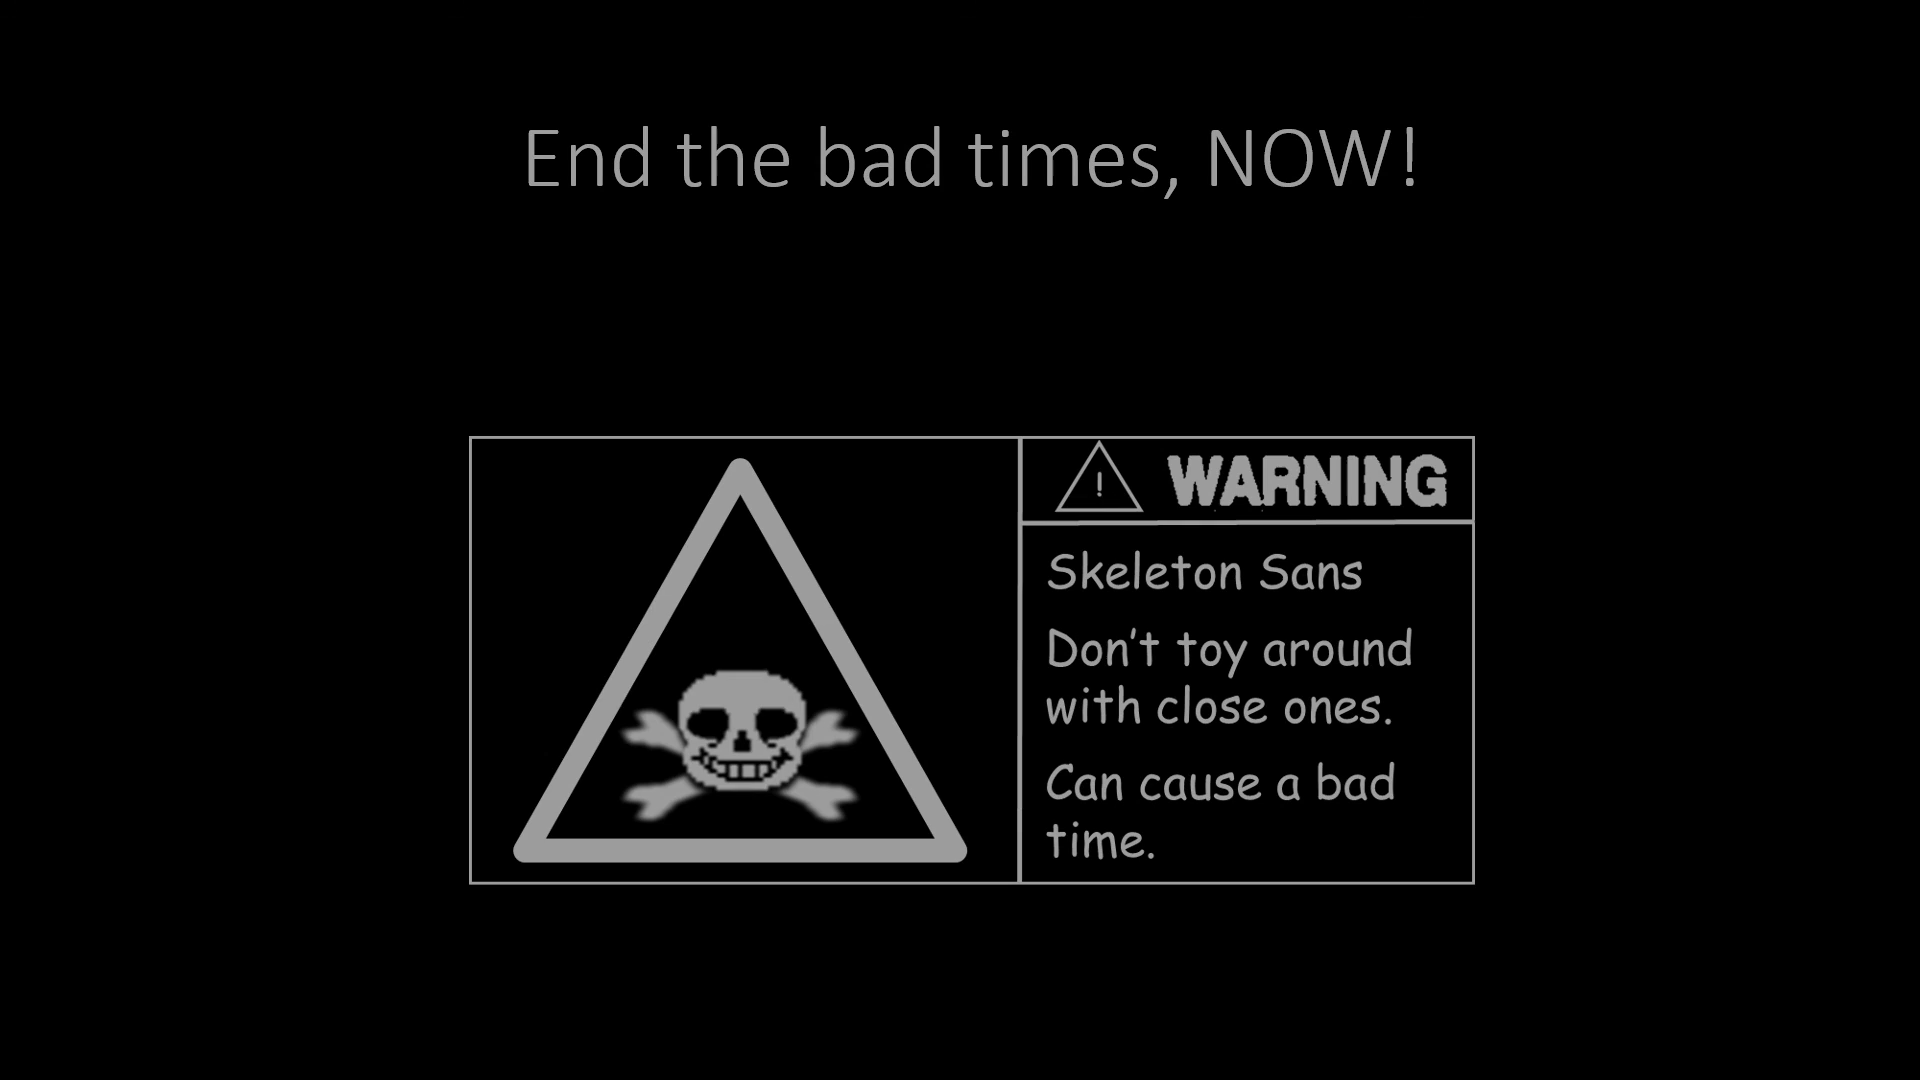 End the bad times, NOW!
! WARNING
Skeleton Sans
Don't toy around
with close ones.
Can cause a bad
time.